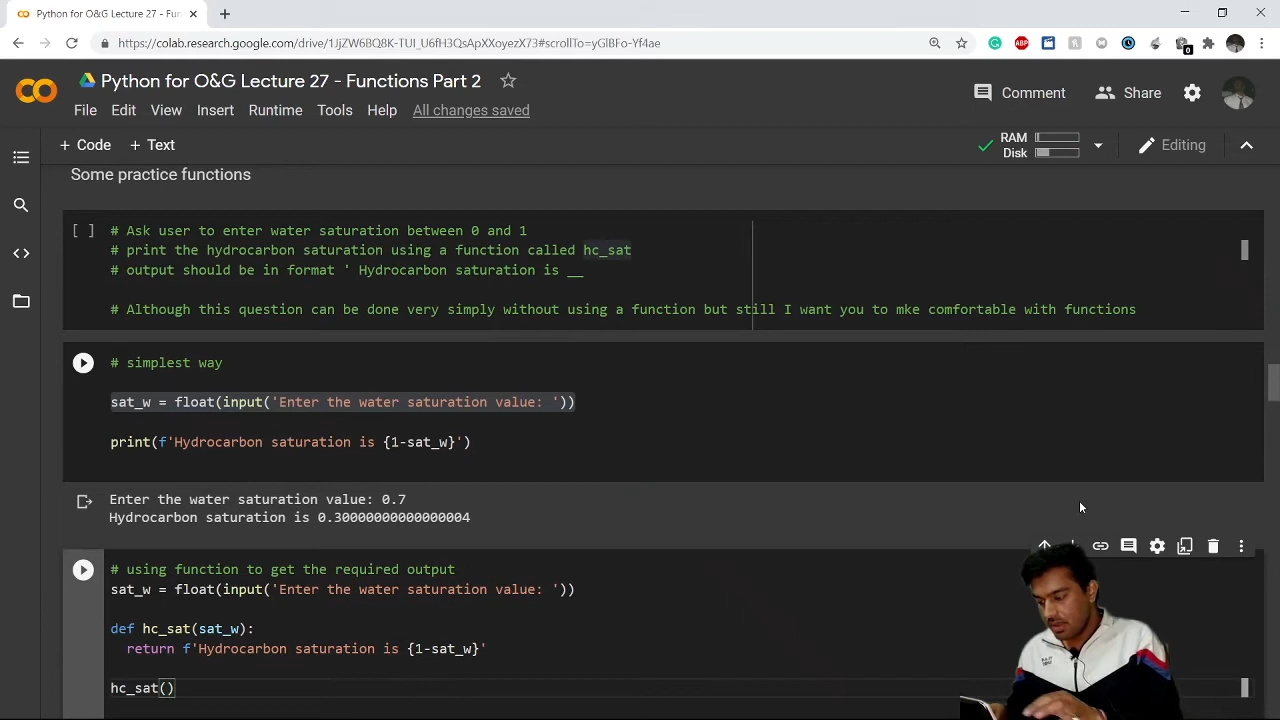 Python for O&G Lecture 27 - Func
https://colab.research.google.com/drive/
Python for O&G Lecture 27 - Functions Part 2
File Edit View Insert Runtime Tools Help All changes saved
Comment Share
+ Code + Text
RAM
Disk
Editing
Some practice functions
[ ] # Ask user to enter water saturation between 0 and 1
# print the hydrocarbon saturation using a function called hc_sat
# output should be in format ' Hydrocarbon saturation is __
# Although this question can be done very simply without using a function but still I want you to mke comfortable with functions
# simplest way
sat_w = float(input('Enter the water saturation value: '))
print(f'Hydrocarbon saturation is {1-sat_w}')
Enter the water saturation value: 0.7
Hydrocarbon saturation is 0.30000000000000004
# using function to get the required output
sat_w = float(input('Enter the water saturation value: '))
def hc_sat(sat_w):
return f'Hydrocarbon saturation is {1-sat_w}'
hc_sat()